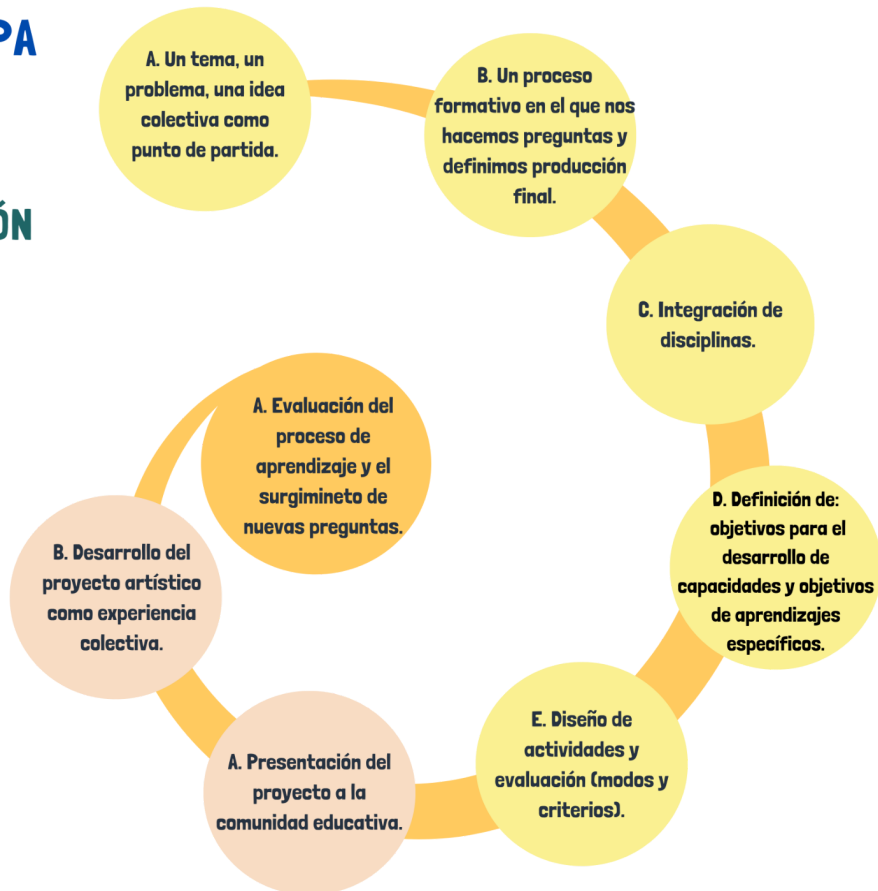 PA
ÓN
A. Un tema, un
problema, una idea
colectiva como
punto de partida.
B. Un proceso
formativo en el que nos
hacemos preguntas y
definimos producción
final.
C. Integración de
disciplinas.
D. Definición de:
objetivos para el
desarrollo de
capacidades y objetivos
de aprendizajes
específicos.
E. Diseño de
actividades y
evaluación (modos y
criterios).
A. Presentación del
proyecto a la
comunidad educativa.
B. Desarrollo del
proyecto artístico
como experiencia
colectiva.
A. Evaluación del
proceso de
aprendizaje y el
surgimineto de
nuevas preguntas.